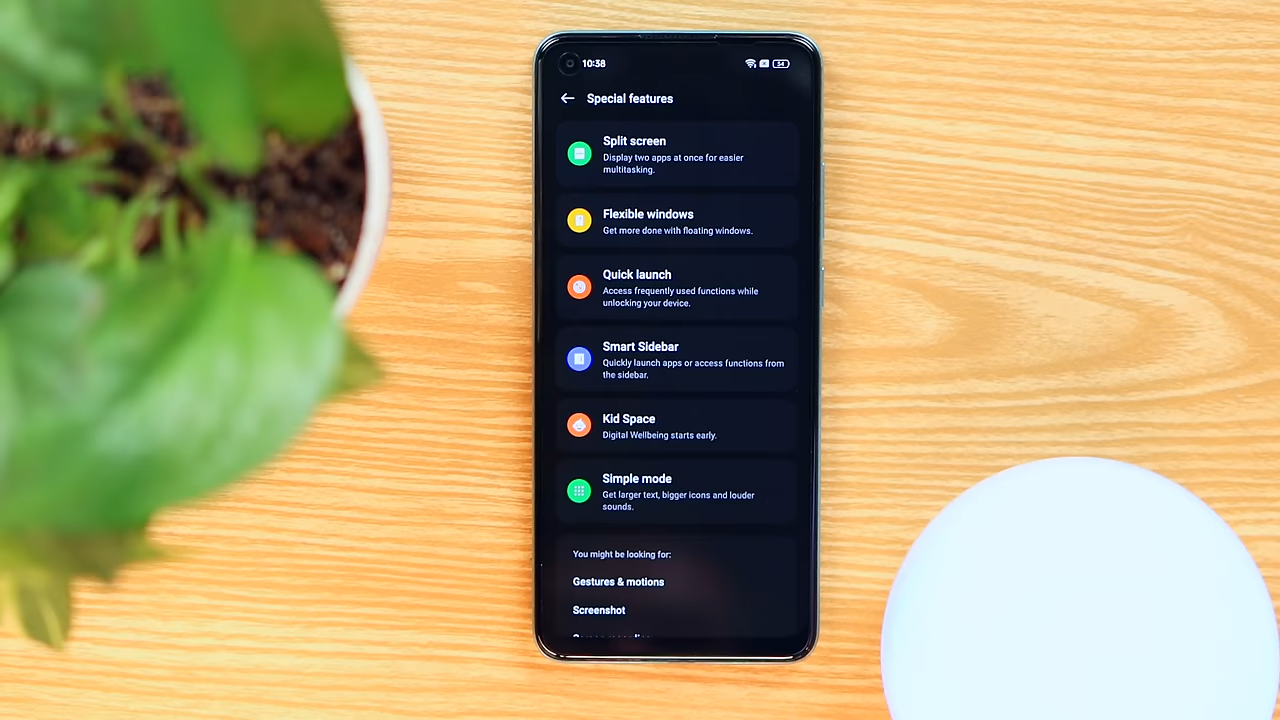 10:38
54
Special features
Split screen
Display two apps at once for easier
multitasking.
Flexible windows
Get more done with floating windows.
Quick launch
Access frequently used functions while
unlocking your device.
Smart Sidebar
Quickly launch apps or access functions from
the sidebar.
Kid Space
Digital Wellbeing starts early.
Simple mode
Get larger text, bigger icons and louder
sounds.
You might be looking for:
Gestures & motions
Screenshot